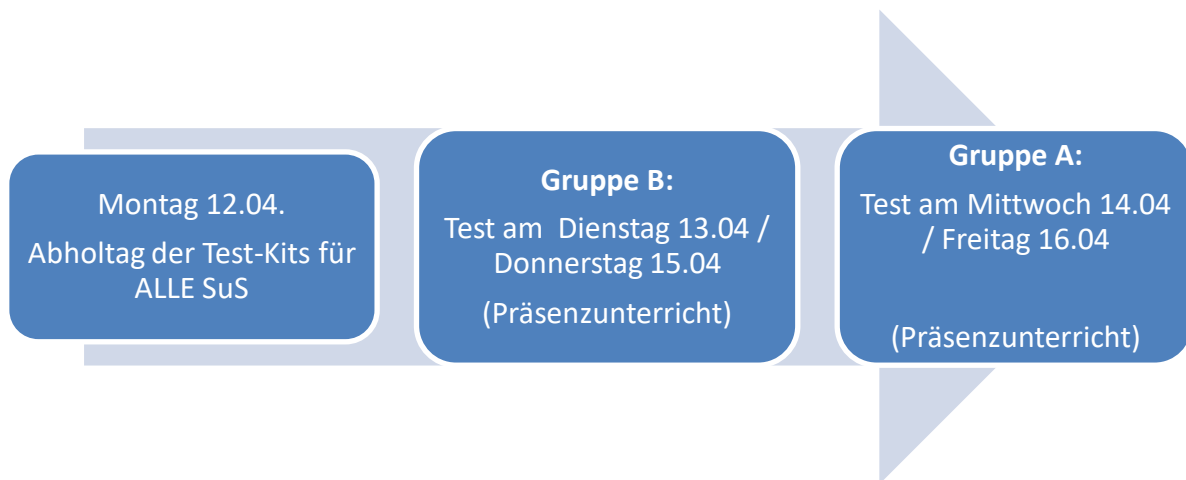 Montag 12.04.
Abholtag der Test-Kits für
ALLE SuS
Gruppe B:
Test am  Dienstag 13.04 /
Donnerstag 15.04
(Präsenzunterricht)
Gruppe A:
Test am Mittwoch 14.04
/ Freitag 16.04
(Präsenzunterricht)